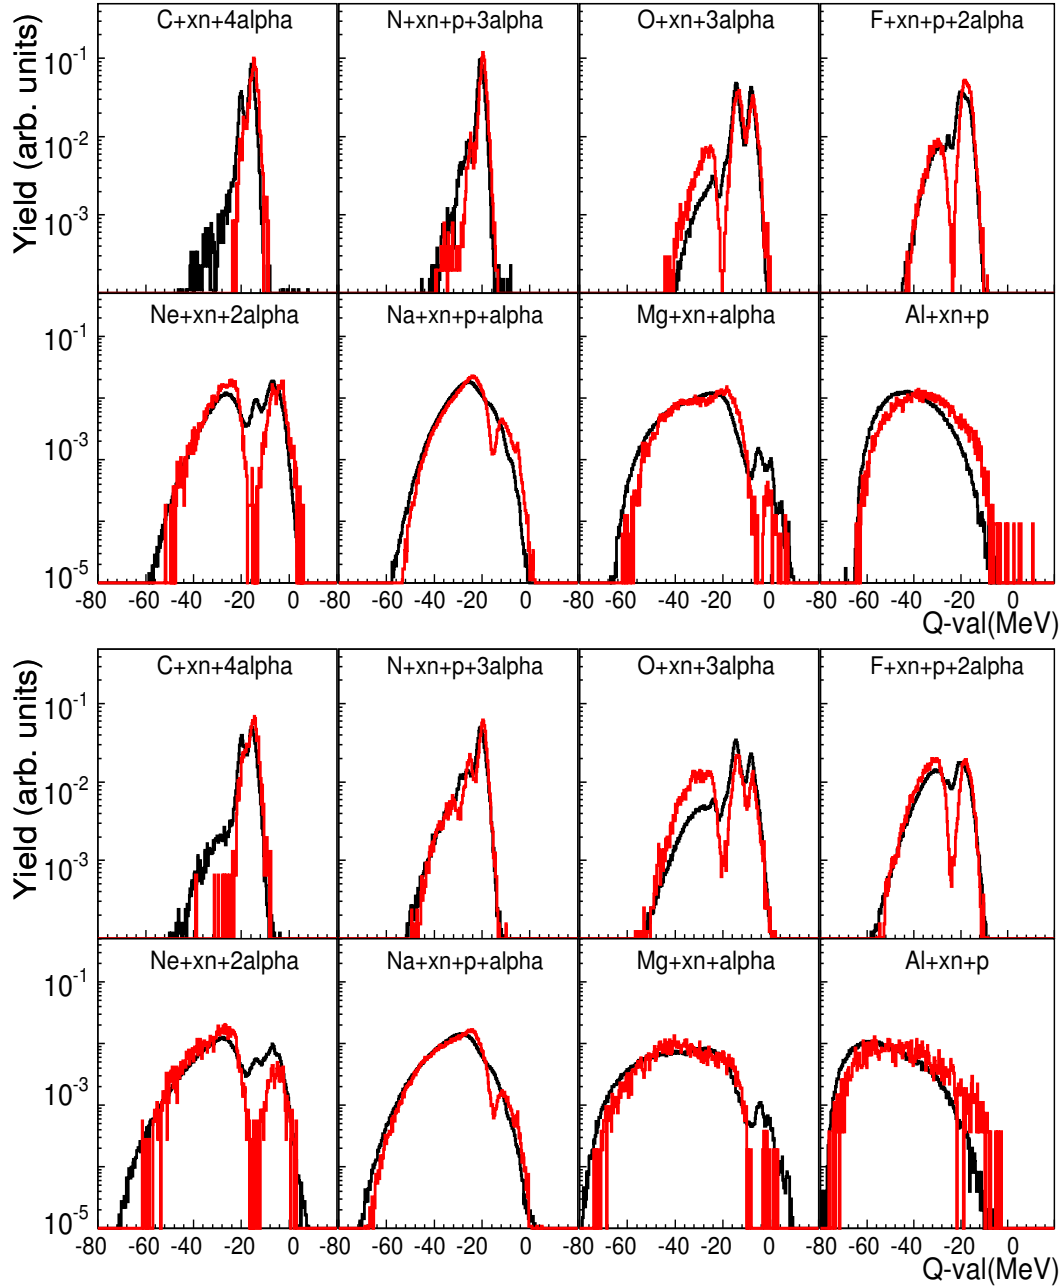 C+xn+4alpha N+xn+p+3alpha O+xn+3alpha F+xn+p+2alpha
Yield (arb. units)
10-1
10-2
10-3
Ne+xn+2alpha Na+xn+p+alpha Mg+xn+alpha Al+xn+p
10-1
10-3
10-5
-80 -60 -40 -20 0 -80 -60 -40 -20 0 -80 -60 -40 -20 0 -80 -60 -40 -20 0
Q-val(MeV)
C+xn+4alpha N+xn+p+3alpha O+xn+3alpha F+xn+p+2alpha
Yield (arb. units)
10-1
10-2
10-3
Ne+xn+2alpha Na+xn+p+alpha Mg+xn+alpha Al+xn+p
10-1
10-3
10-5
-80 -60 -40 -20 0 -80 -60 -40 -20 0 -80 -60 -40 -20 0 -80 -60 -40 -20 0
Q-val(MeV)